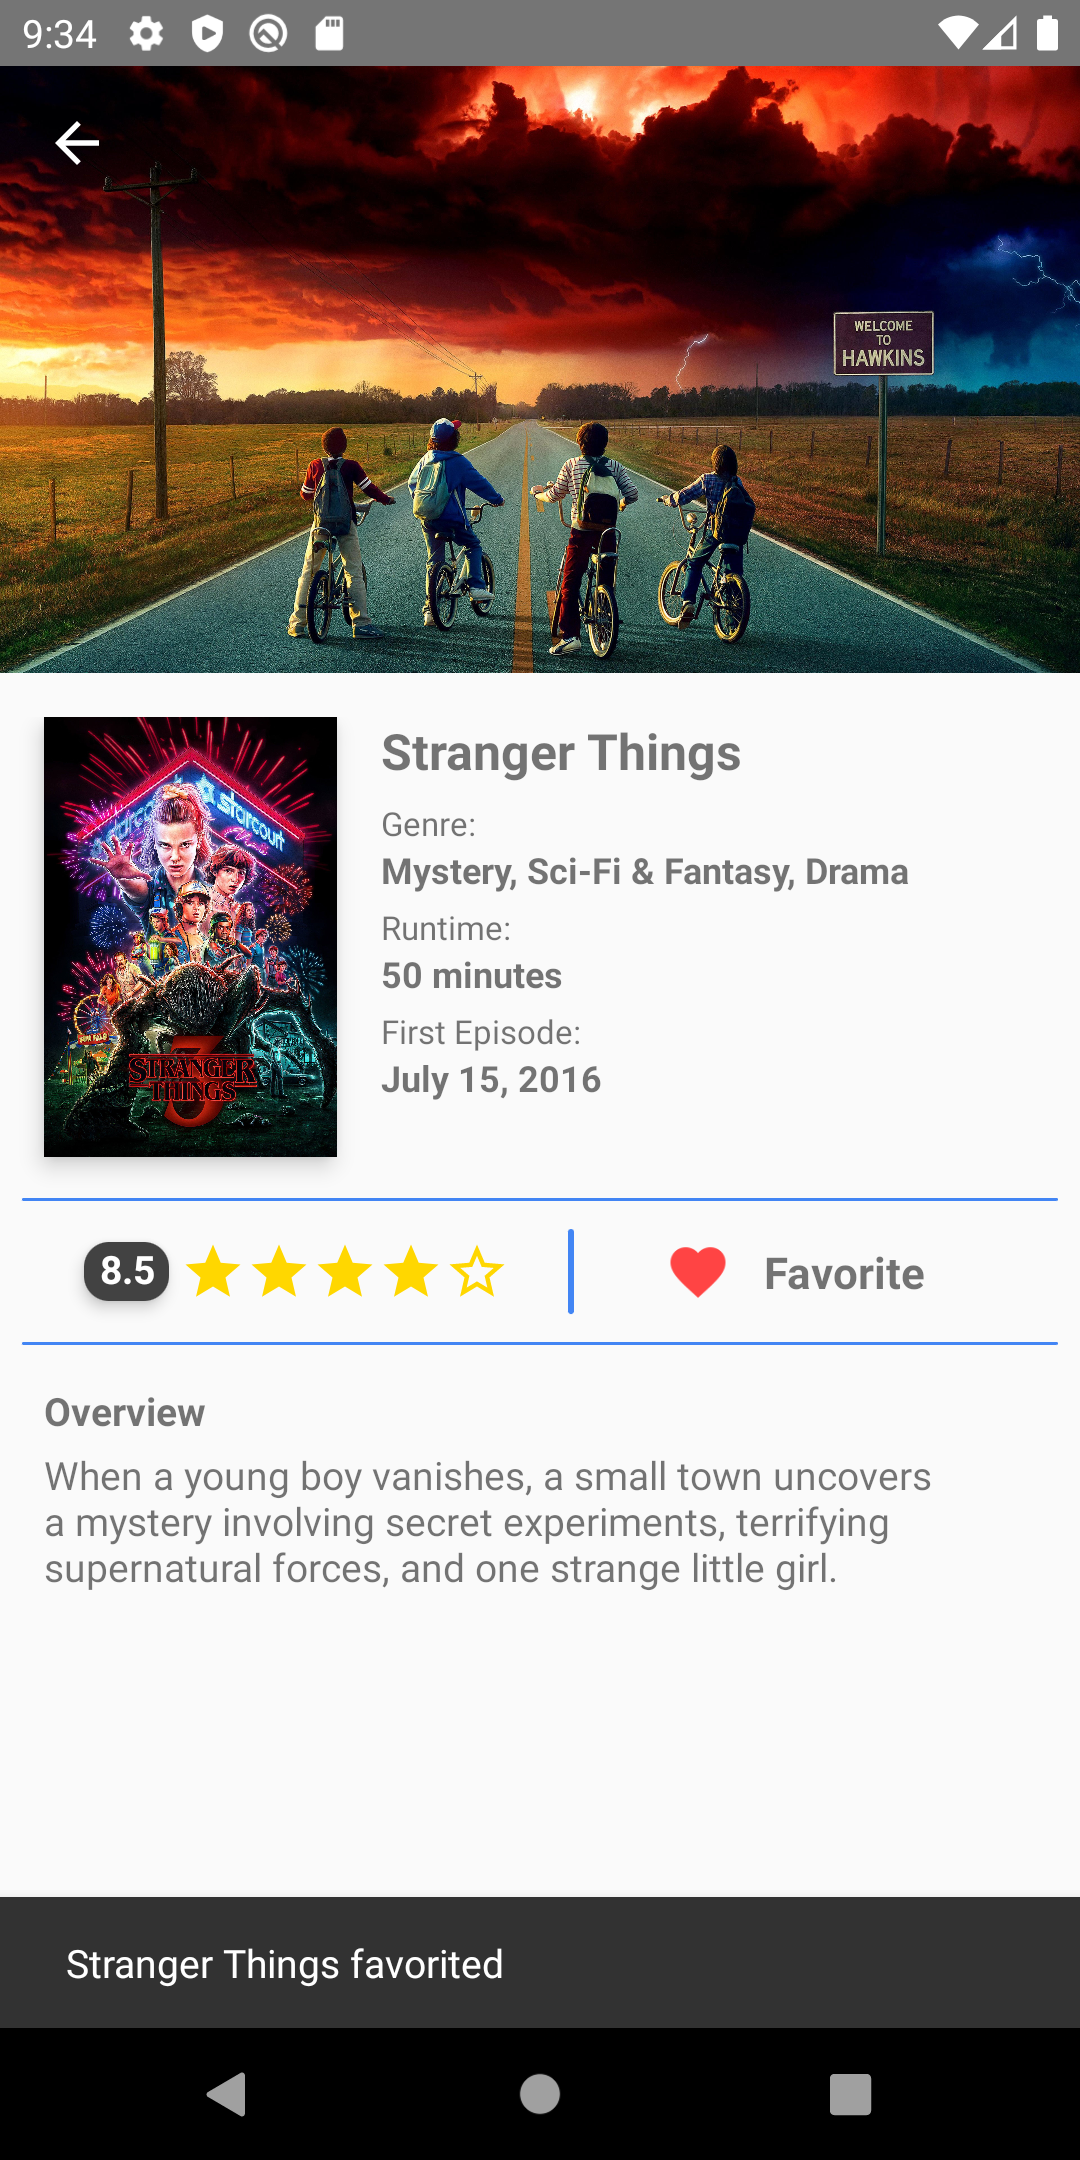 9:34
WELCOME
TO
HAWKINS
starcourt
STRANGER
THINGS
3
Stranger Things
Genre:
Mystery, Sci-Fi & Fantasy, Drama
Runtime:
50 minutes
First Episode:
July 15, 2016
8.5
Favorite
Overview
When a young boy vanishes, a small town uncovers
a mystery involving secret experiments, terrifying
supernatural forces, and one strange little girl.
Stranger Things favorited